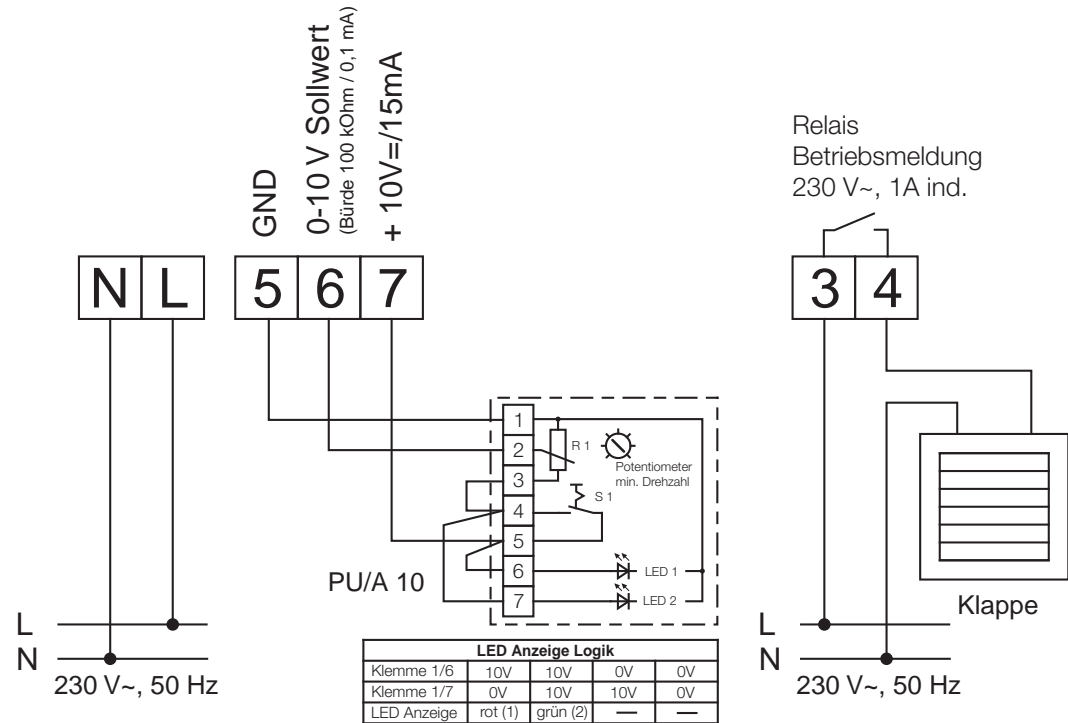 GND
0-10 V Sollwert
(Bürde 100 kOhm / 0,1 mA)
+ 10V=/15mA
N L 5 6 7
Relais
Betriebsmeldung
230 V~, 1A ind.
3 4
1
2
3
4
5
6
7
R 1
Potentiometer
min. Drehzahl
S 1
LED 1
LED 2
PU/A 10
Klappe
L
N
230 V~, 50 Hz
LED Anzeige Logik
Klemme 1/6 10V 10V 0V 0V
Klemme 1/7 0V 10V 10V 0V
LED Anzeige rot (1) grün (2) — —
L
N
230 V~, 50 Hz